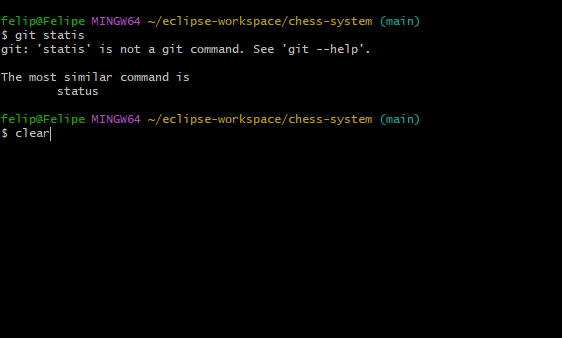 felip@Felipe MINGW64 ~/eclipse-workspace/chess-system (main)
$ git statis
git: 'statis' is not a git command. See 'git --help'.
The most similar command is
status
felip@Felipe MINGW64 ~/eclipse-workspace/chess-system (main)
$ clear